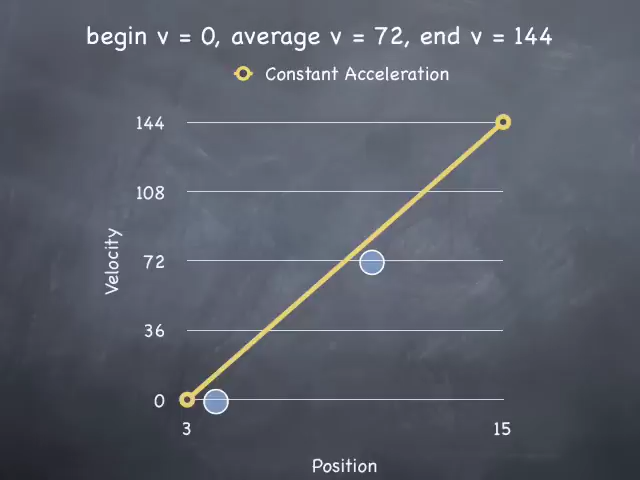 begin v = 0, average v = 72, end v = 144
Constant Acceleration
144
108
Velocity
72
36
0
3 15
Position